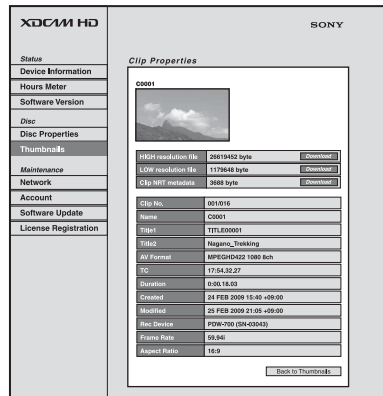 XDCAM HD
SONY
Status
Device Information
Hours Meter
Software Version
Disc
Disc Properties
Thumbnails
Maintenance
Network
Account
Software Update
License Registration
Clip Properties
C0001
HIGH resolution file 26619452 byte Download
LOW resolution file 1179648 byte Download
Clip NRT metadata 3688 byte Download
Clip No. 001/016
Name C0001
Title1 TITLE00001
Title2 Nagano_Trekking
AV Format MPEGHD422 1080 8ch
TC 17:54.32,27
Duration 0:00.18.03
Created 24 FEB 2009 15:40 +09:00
Modified 25 FEB 2009 21:05 +09:00
Rec Device PDW-700 (SN-03043)
Frame Rate 59.94i
Aspect Ratio 16:9
Back to Thumbnails